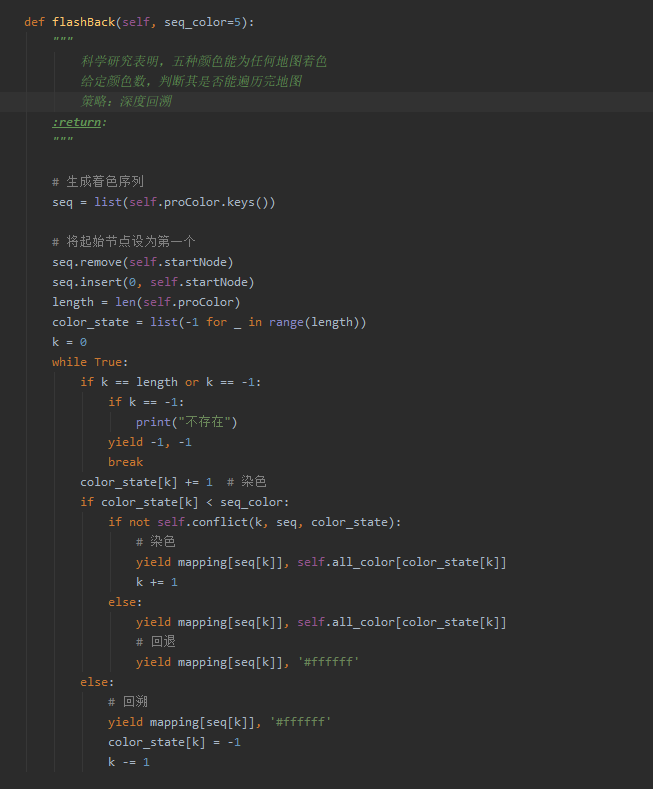 def flashBack(self, seq_color=5):
"""
科学研究表明，五种颜色能为任何地图着色
给定颜色数，判断其是否能遍历完地图
策略：深度回溯
:return:
"""
# 生成着色序列
seq = list(self.proColor.keys())
# 将起始节点设为第一个
seq.remove(self.startNode)
seq.insert(0, self.startNode)
length = len(self.proColor)
color_state = list(-1 for _ in range(length))
k = 0
while True:
if k == length or k == -1:
if k == -1:
print("不存在")
yield -1, -1
break
color_state[k] += 1  # 染色
if color_state[k] < seq_color:
if not self.conflict(k, seq, color_state):
# 染色
yield mapping[seq[k]], self.all_color[color_state[k]]
k += 1
else:
yield mapping[seq[k]], self.all_color[color_state[k]]
# 回退
yield mapping[seq[k]], '#ffffff'
else:
# 回溯
yield mapping[seq[k]], '#ffffff'
color_state[k] = -1
k -= 1